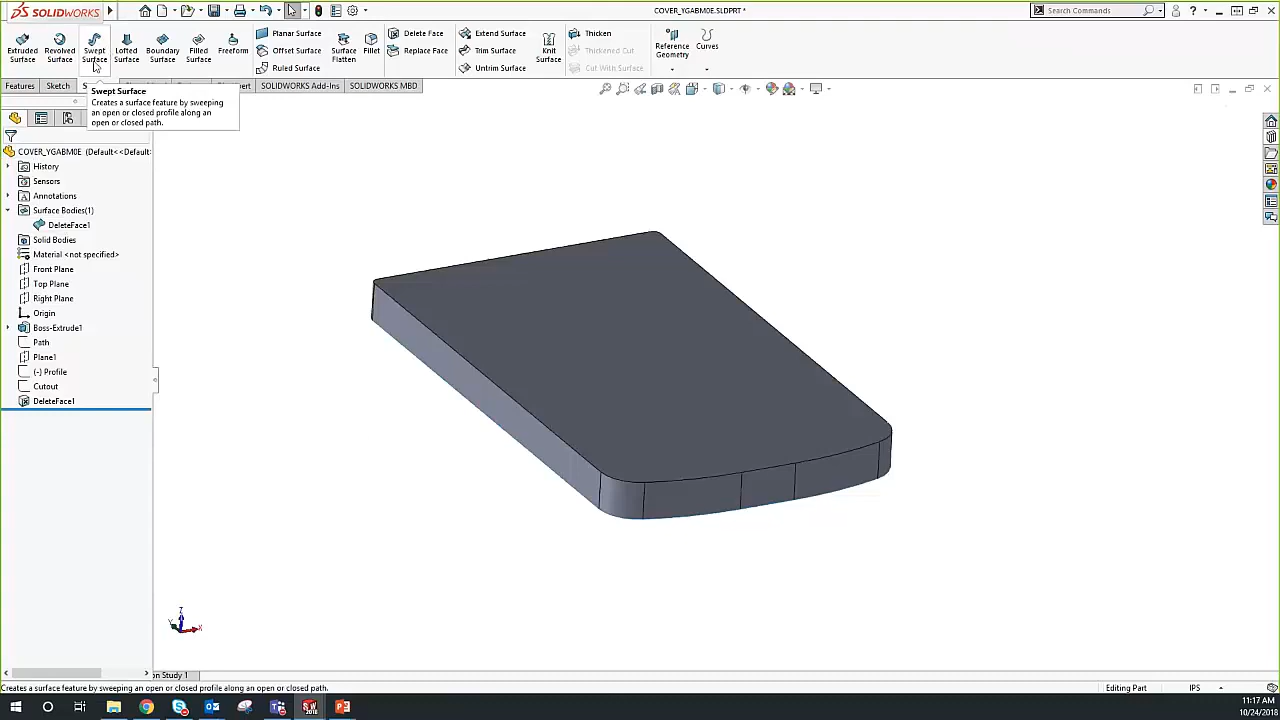 SOLIDWORKS
COVER_YGABM0E.SLDPRT *
Search Commands
Extruded Surface
Revolved Surface
Swept Surface
Lofted Surface
Boundary Surface
Filled Surface
Freeform
Planar Surface
Offset Surface
Ruled Surface
Surface Flatten
Fillet
Delete Face
Replace Face
Extend Surface
Trim Surface
Untrim Surface
Knit Surface
Thicken
Thickened Cut
Cut With Surface
Reference Geometry
Curves
Features
Sketch
SOLIDWORKS Add-Ins
SOLIDWORKS MBD
Swept Surface
Creates a surface feature by sweeping
an open or closed profile along an
open or closed path.
COVER_YGABM0E (Default<<Default:
History
Sensors
Annotations
Surface Bodies(1)
DeleteFace1
Solid Bodies
Material <not specified>
Front Plane
Top Plane
Right Plane
Origin
Boss-Extrude1
Path
Plane1
(-) Profile
Cutout
DeleteFace1
Z
Y
X
on Study 1
Creates a surface feature by sweeping an open or closed profile along an open or closed path.
Editing Part
IPS
11:17 AM
10/24/2018